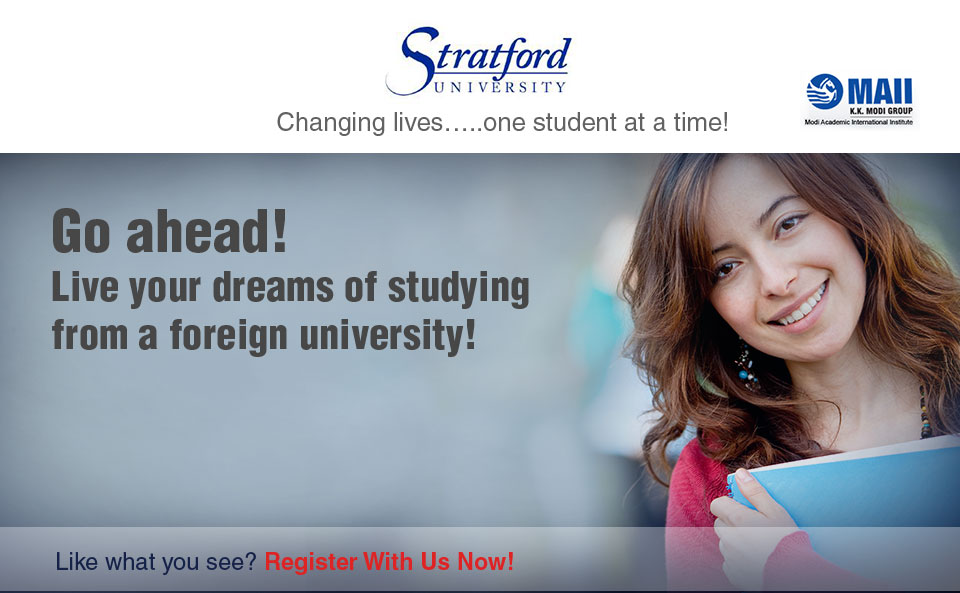 Stratford
UNIVERSITY
Changing lives.....one student at a time!
MAII
K.K. MODI GROUP
Modi Academic International Institute
Go ahead!
Live your dreams of studying
from a foreign university!
Like what you see? Register With Us Now!